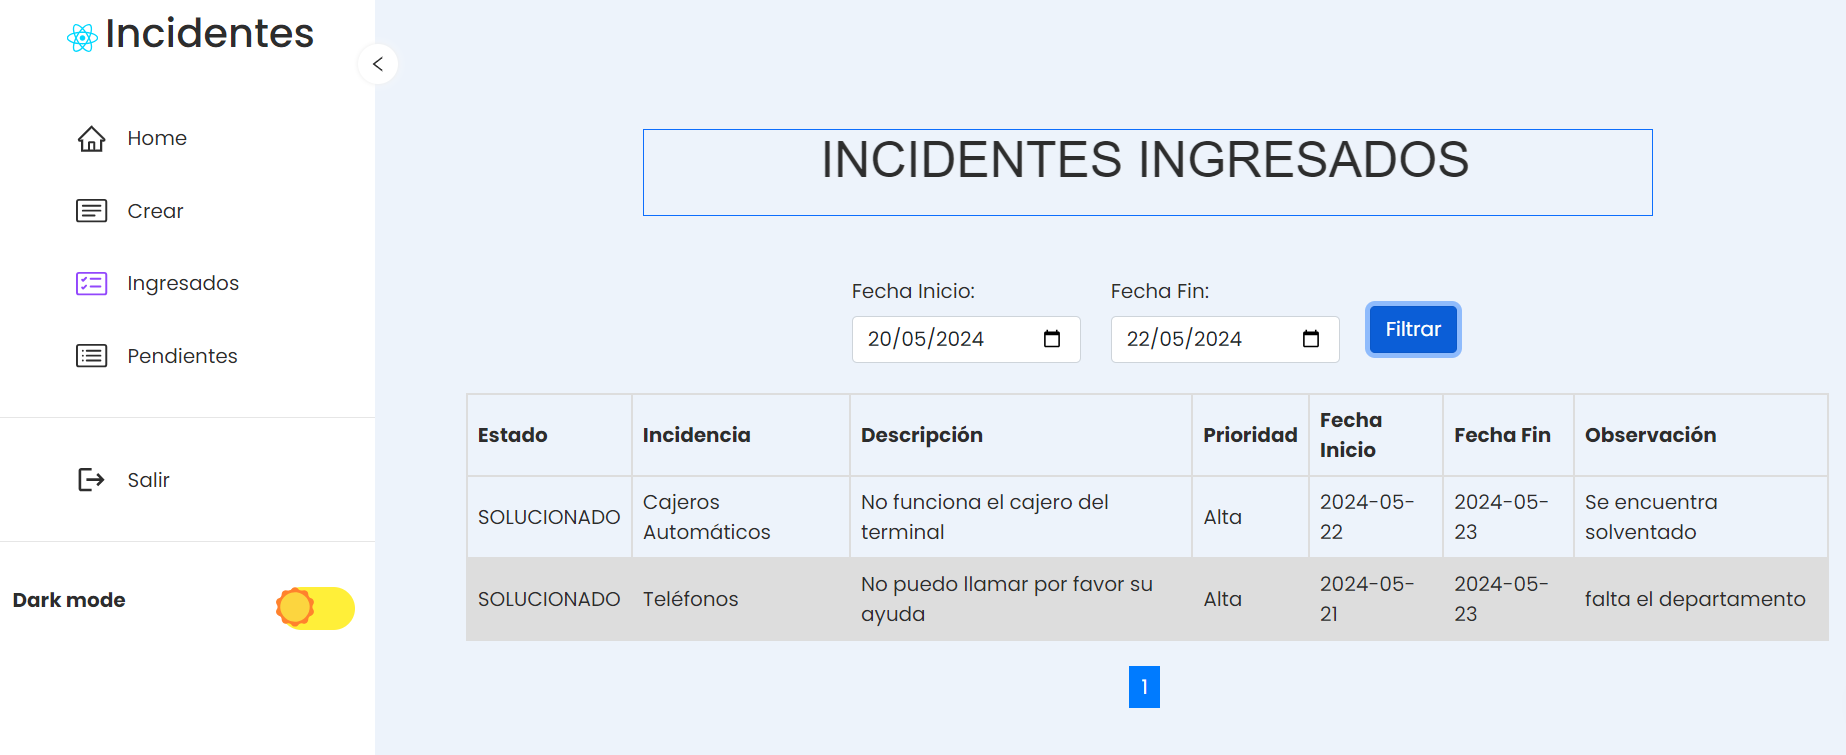 Incidentes
Home
Crear
Ingresados
Pendientes
Salir
Dark mode
INCIDENTES INGRESADOS
Fecha Inicio:
Fecha Fin:
20/05/2024
22/05/2024
Filtrar
Estado
Incidencia
Descripción
Prioridad
Fecha
Inicio
Fecha Fin
Observación
SOLUCIONADO
Cajeros
Automáticos
No funciona el cajero del
terminal
Alta
2024-05-
22
2024-05-
23
Se encuentra
solventado
SOLUCIONADO
Teléfonos
No puedo llamar por favor su
ayuda
Alta
2024-05-
21
2024-05-
23
falta el departamento
1